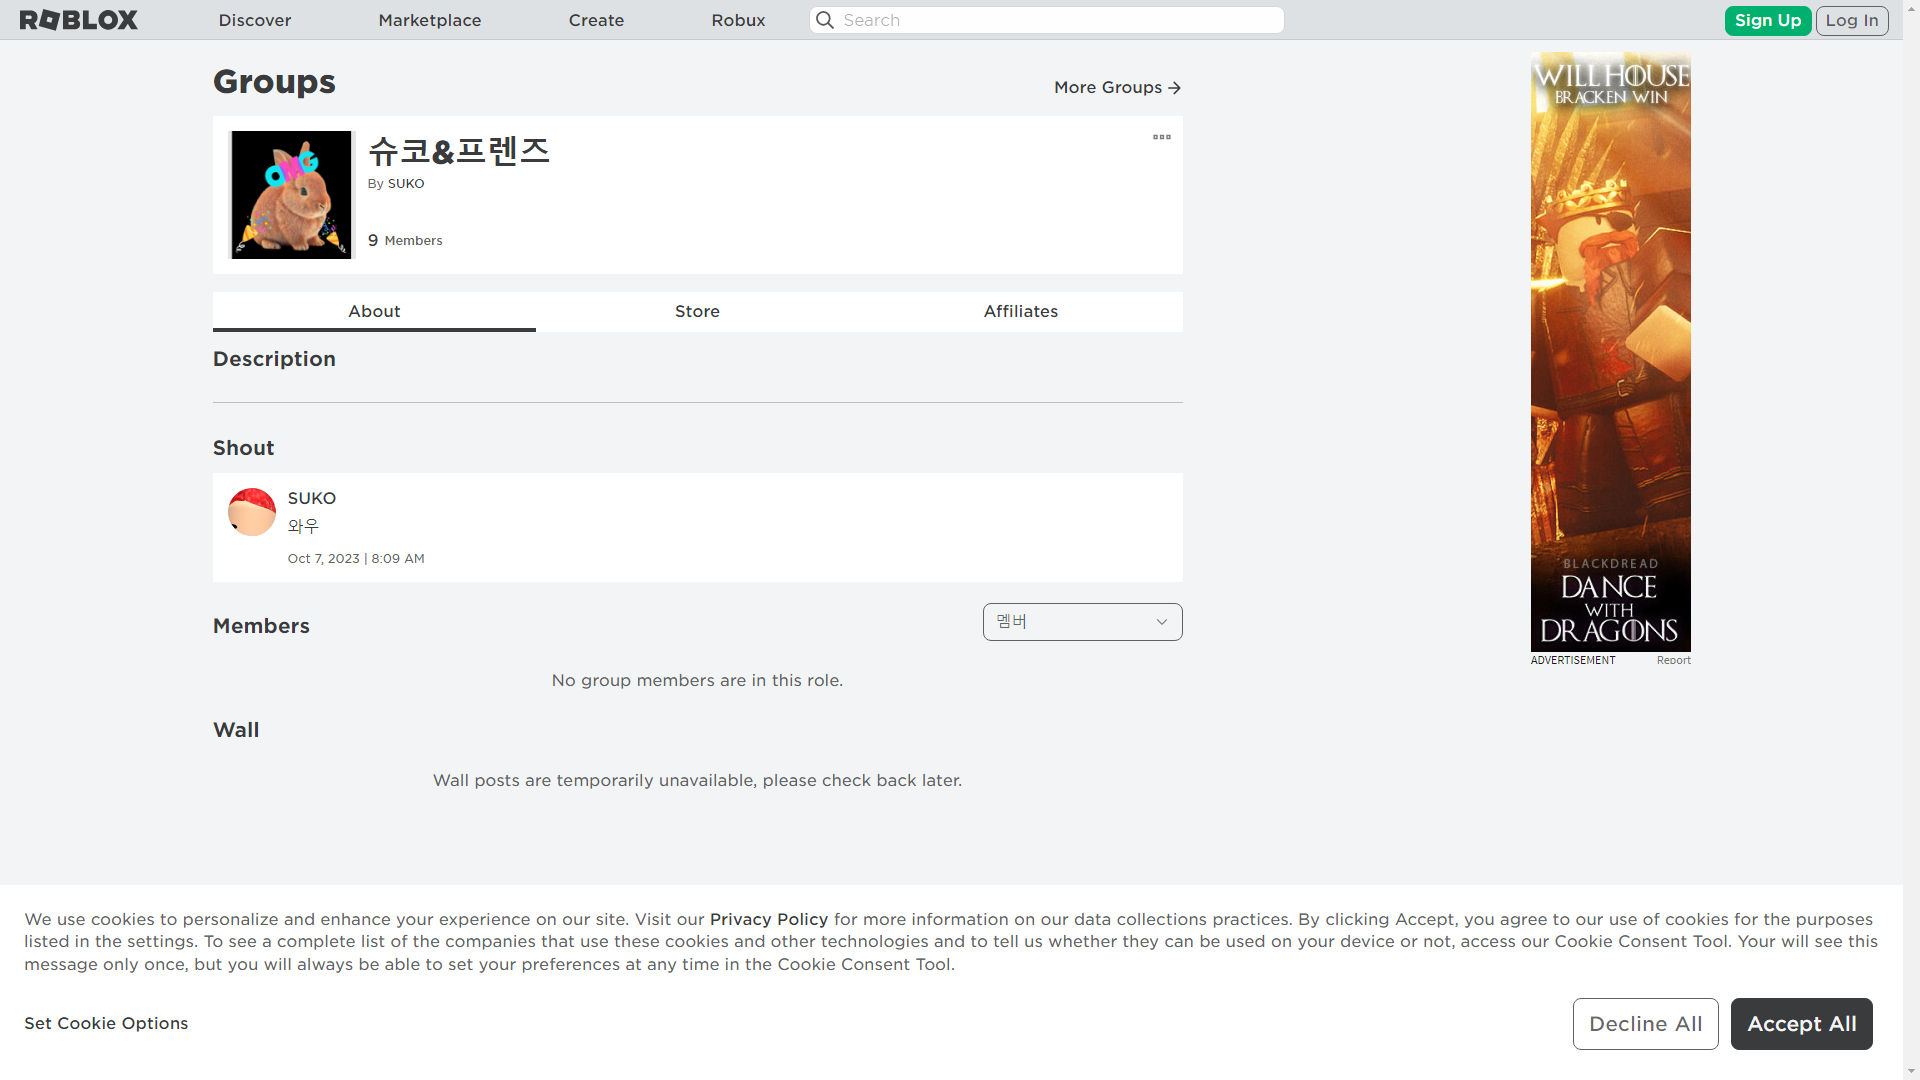 ROBLOX
Discover
Marketplace
Create
Robux
Search
Sign Up
Log In
Groups
More Groups
OMG
슈코&프렌즈
By SUKO
9 Members
About
Store
Affiliates
Description
Shout
SUKO
와우
Oct 7, 2023 | 8:09 AM
Members
멤버
No group members are in this role.
Wall
Wall posts are temporarily unavailable, please check back later.
WILL HOUSE
BRACKEN WIN
BLACKDREAD
DANCE
WITH
DRAGONS
ADVERTISEMENT
Report
We use cookies to personalize and enhance your experience on our site. Visit our Privacy Policy for more information on our data collections practices. By clicking Accept, you agree to our use of cookies for the purposes
listed in the settings. To see a complete list of the companies that use these cookies and other technologies and to tell us whether they can be used on your device or not, access our Cookie Consent Tool. Your will see this
message only once, but you will always be able to set your preferences at any time in the Cookie Consent Tool.
Set Cookie Options
Decline All
Accept All